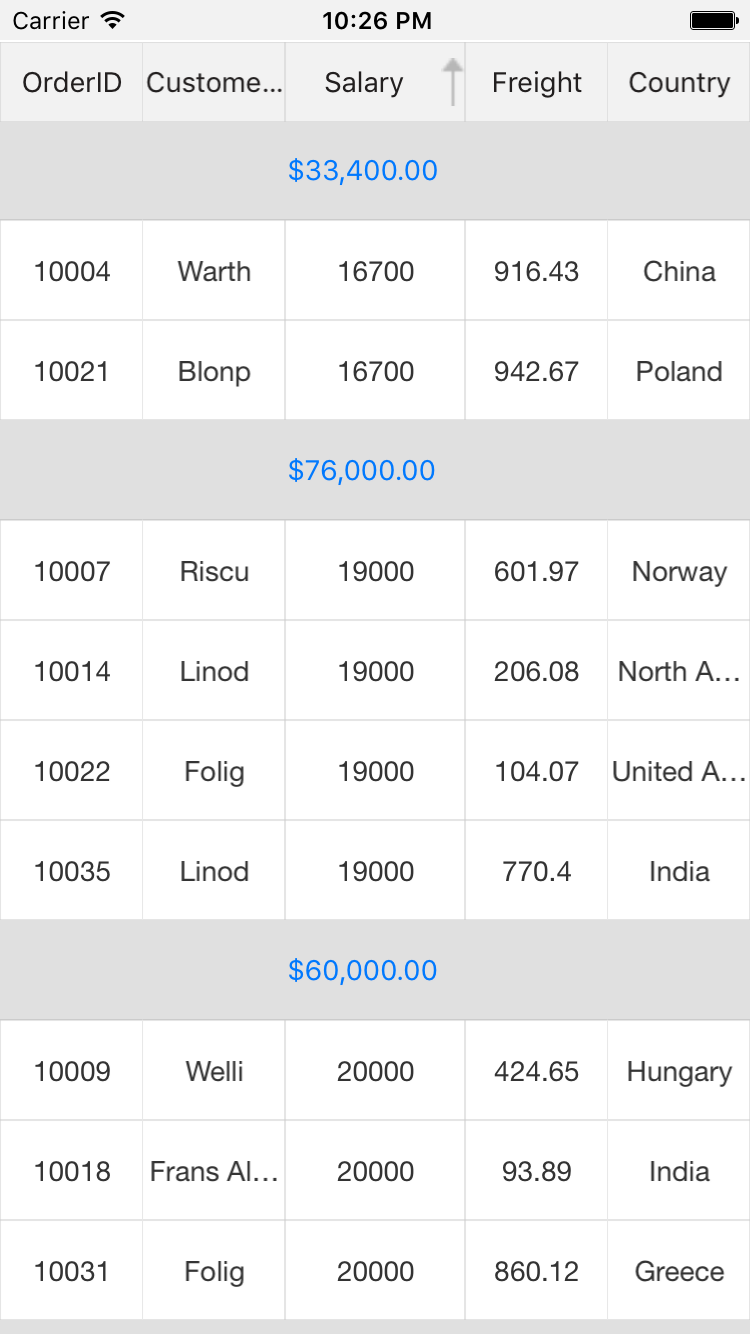 Carrier 10:26 PM
OrderID Custome... Salary Freight Country
$33,400.00
10004 Warth 16700 916.43 China
10021 Blonp 16700 942.67 Poland
$76,000.00
10007 Riscu 19000 601.97 Norway
10014 Linod 19000 206.08 North A...
10022 Folig 19000 104.07 United A...
10035 Linod 19000 770.4 India
$60,000.00
10009 Welli 20000 424.65 Hungary
10018 Frans Al... 20000 93.89 India
10031 Folig 20000 860.12 Greece